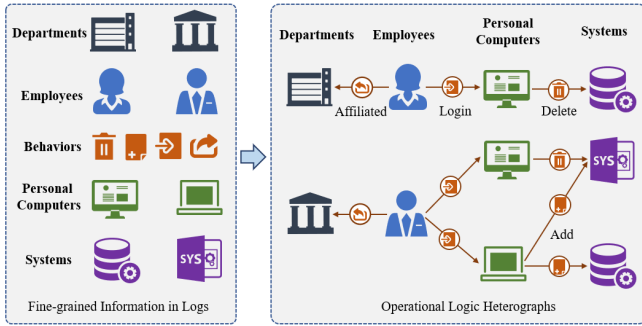 Departments
Employees
Behaviors
Personal
Computers
Systems
SYS
Fine-grained Information in Logs
Departments Employees Personal Computers Systems
Affiliated Login Delete
SYS
Add
Operational Logic Heterographs